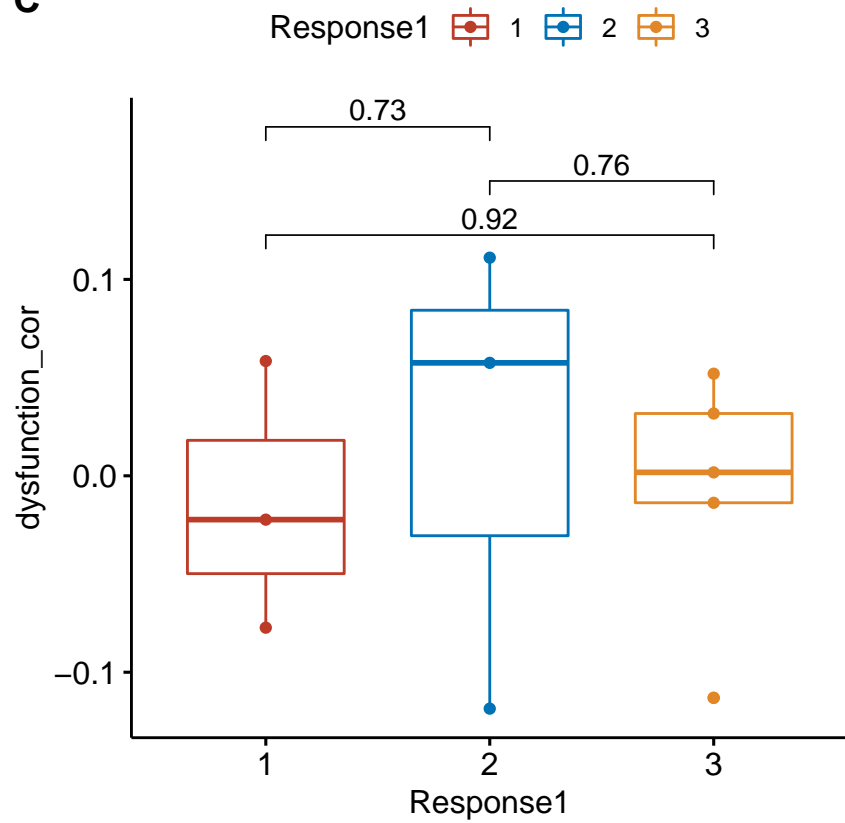 C
Response1 1 2 3
0.73
0.76
0.92
0.1
0.0
−0.1
dysfunction_cor
1 2 3
Response1